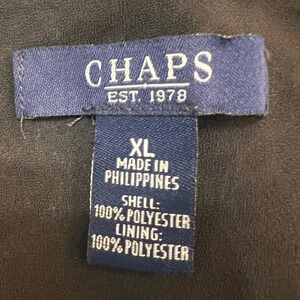 CHAPS
EST. 1978
XL
MADE IN
PHILIPPINES
SHELL:
100% POLYESTER
LINING:
100% POLYESTER